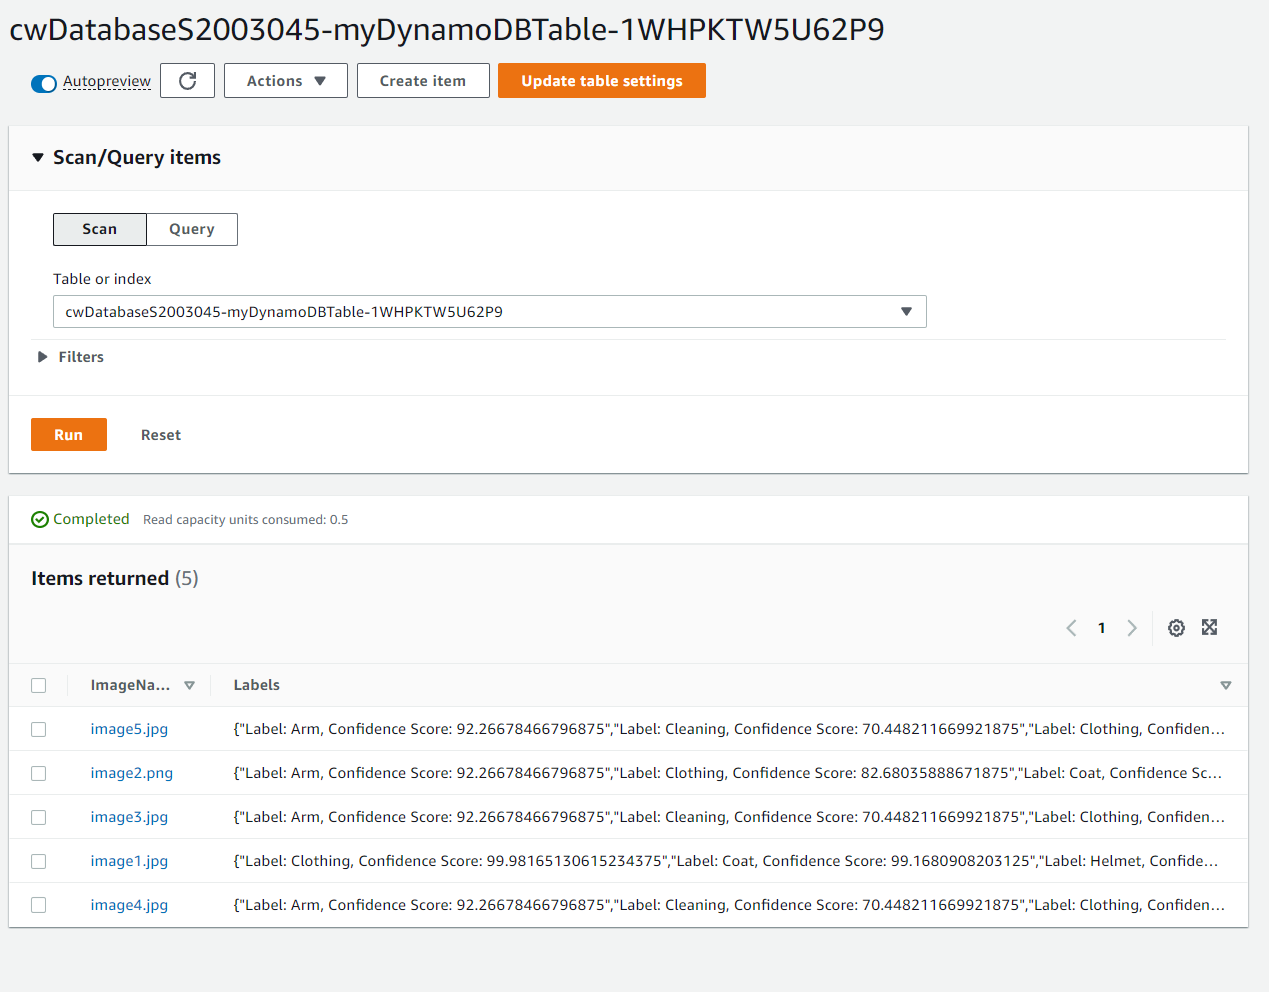 cwDatabaseS2003045-myDynamoDBTable-1WHPKTW5U62P9
Autopreview Actions Create item Update table settings
Scan/Query items
Scan Query
Table or index
cwDatabaseS2003045-myDynamoDBTable-1WHPKTW5U62P9
Filters
Run Reset
Completed Read capacity units consumed: 0.5
Items returned (5)
1
ImageNa... Labels
image5.jpg {"Label: Arm, Confidence Score: 92.26678466796875","Label: Cleaning, Confidence Score: 70.448211669921875","Label: Clothing, Confiden...
image2.png {"Label: Arm, Confidence Score: 92.26678466796875","Label: Clothing, Confidence Score: 82.68035888671875","Label: Coat, Confidence Sc...
image3.jpg {"Label: Arm, Confidence Score: 92.26678466796875","Label: Cleaning, Confidence Score: 70.448211669921875","Label: Clothing, Confiden...
image1.jpg {"Label: Clothing, Confidence Score: 99.98165130615234375","Label: Coat, Confidence Score: 99.1680908203125","Label: Helmet, Confide...
image4.jpg {"Label: Arm, Confidence Score: 92.26678466796875","Label: Cleaning, Confidence Score: 70.448211669921875","Label: Clothing, Confiden...